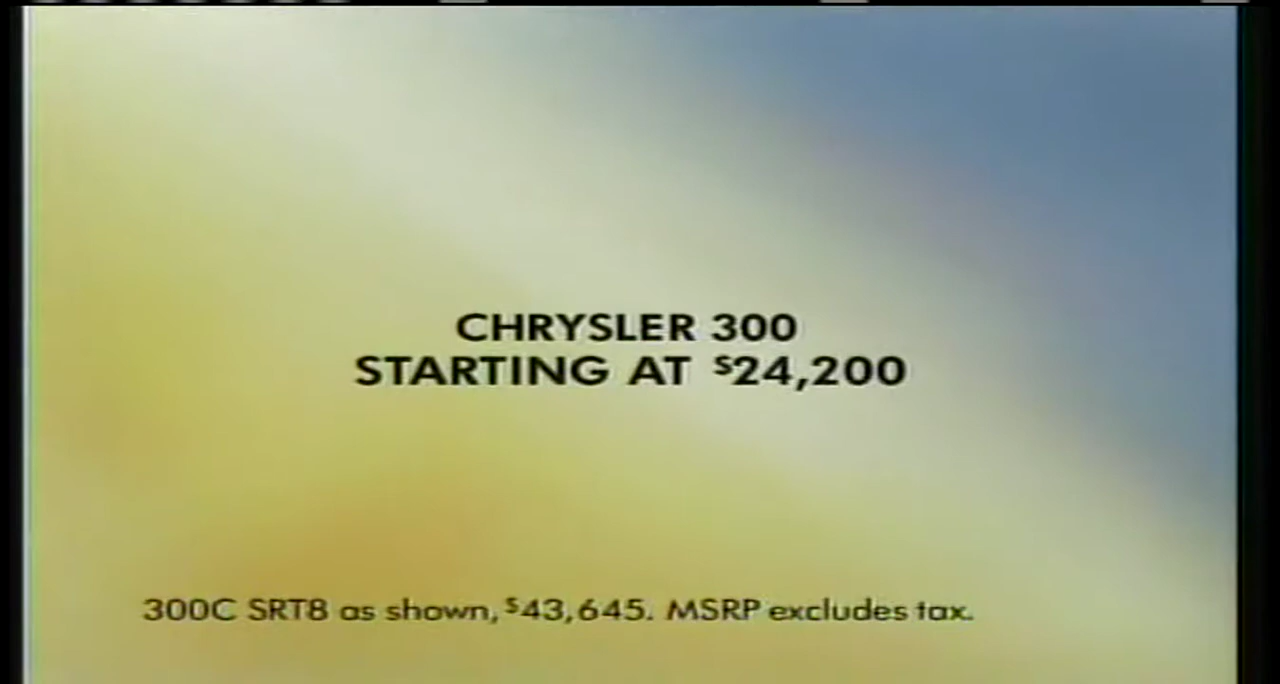 CHRYSLER 300
STARTING AT $24,200
300C SRT8 as shown, $43,645. MSRP excludes tax.